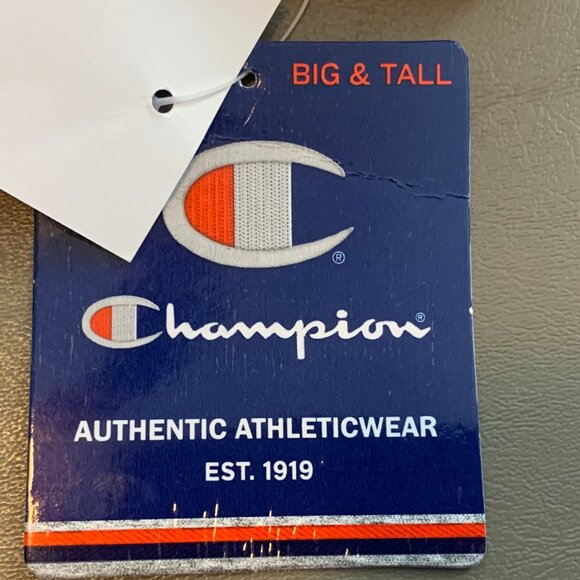 BIG & TALL
®
Champion®
AUTHENTIC ATHLETICWEAR
EST. 1919